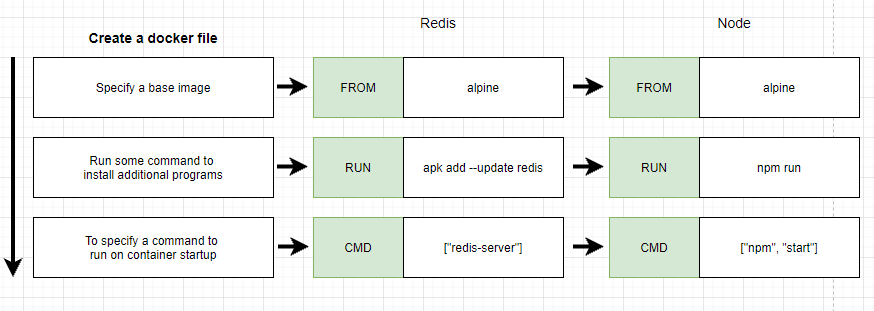 Redis
Node
Create a docker file
Specify a base image
FROM
alpine
FROM
alpine
Run some command to
install additional programs
RUN
apk add --update redis
RUN
npm run
To specify a command to
run on container startup
CMD
["redis-server"]
CMD
["npm", "start"]